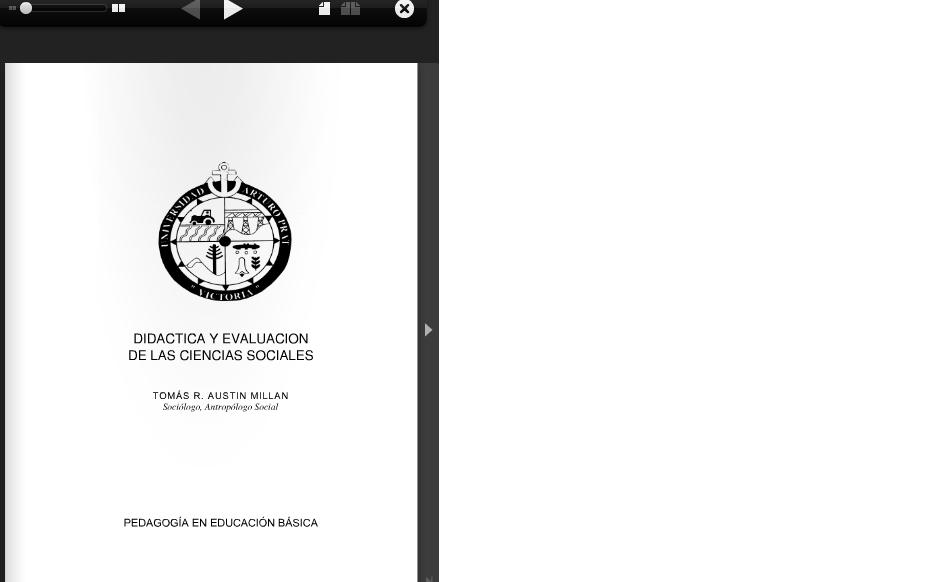 UNIVERSIDAD ARTURO PRAT
" VICTORIA "
DIDACTICA Y EVALUACION
DE LAS CIENCIAS SOCIALES
TOMÁS R. AUSTIN MILLAN
Sociólogo, Antropólogo Social
PEDAGOGÍA EN EDUCACIÓN BÁSICA